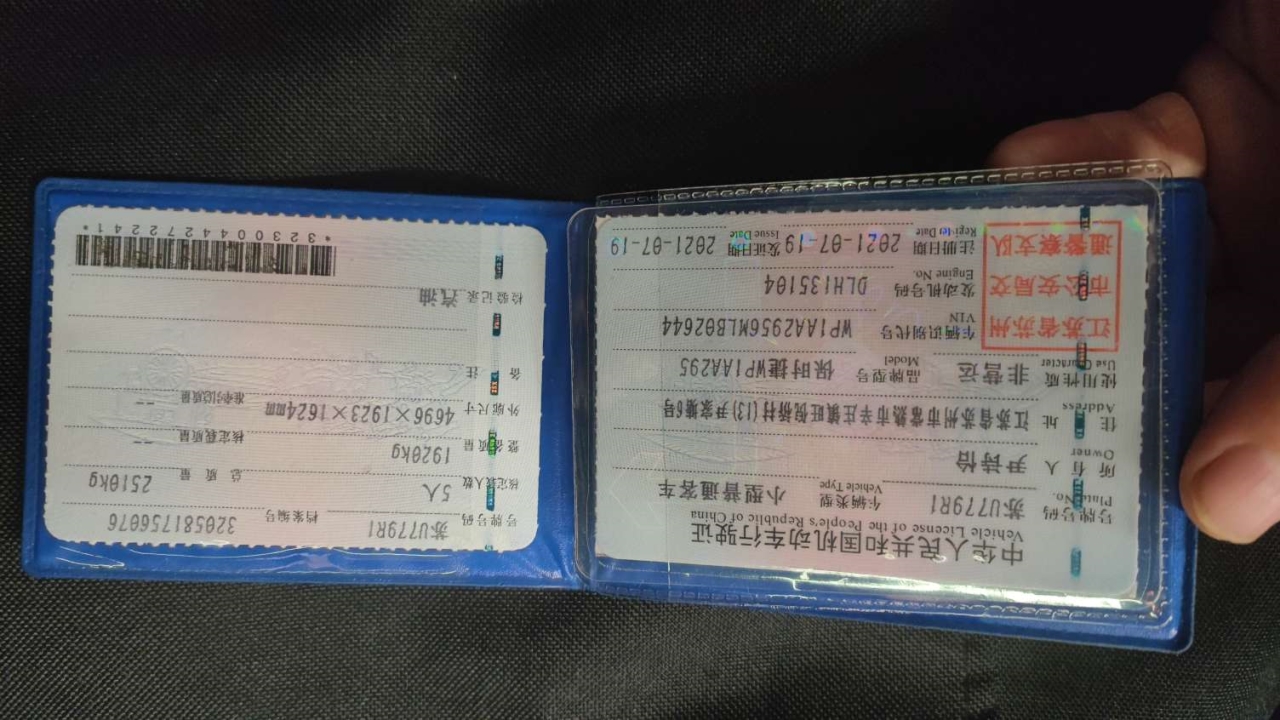 中华人民共和国机动车行驶证
Vehicle License of the People's Republic of China
号牌号码 苏U779R1 车辆类型 小型普通客车
Plate No. Vehicle Type
所有人 尹诗怡
Owner
住址 江苏省苏州市常熟市辛庄镇旺倪桥村(13)尹家塘6号
Address
使用性质 非营运 品牌型号 保时捷WP1AA295
Use Character Model
江苏省苏州
市公安局交
通警察支队
车辆识别代号 WP1AA2956MLB02644
VIN
发动机号码 DLH135104
Engine No.
注册日期 2021-07-19 发证日期 2021-07-19
Register Date Issue Date
号牌号码 苏U779R1 档案编号 320581756076
核定载人数 5人 总质量 2510kg
整备质量 1920kg 核定载质量 --
外廓尺寸 4696×1923×1624mm 准牵引总质量 --
备注
检验记录 汽油
*3230044272241*